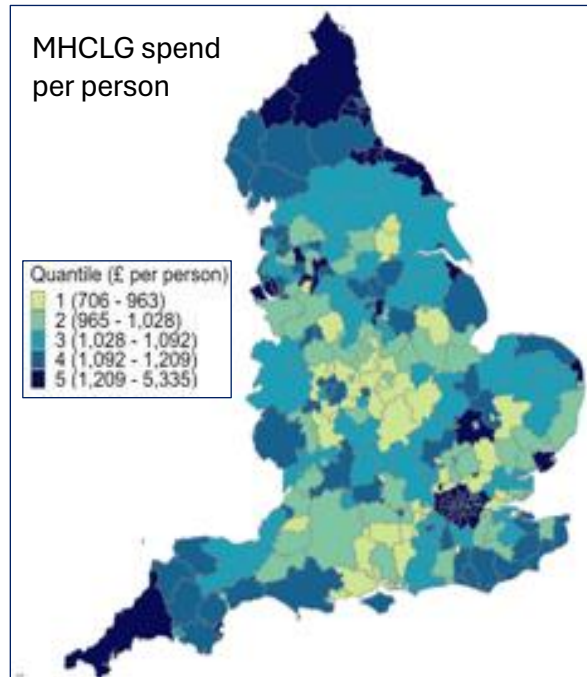 MHCLG spend
per person
Quantile (£ per person)
1 (706 - 963)
2 (965 - 1,028)
3 (1,028 - 1,092)
4 (1,092 - 1,209)
5 (1,209 - 5,335)